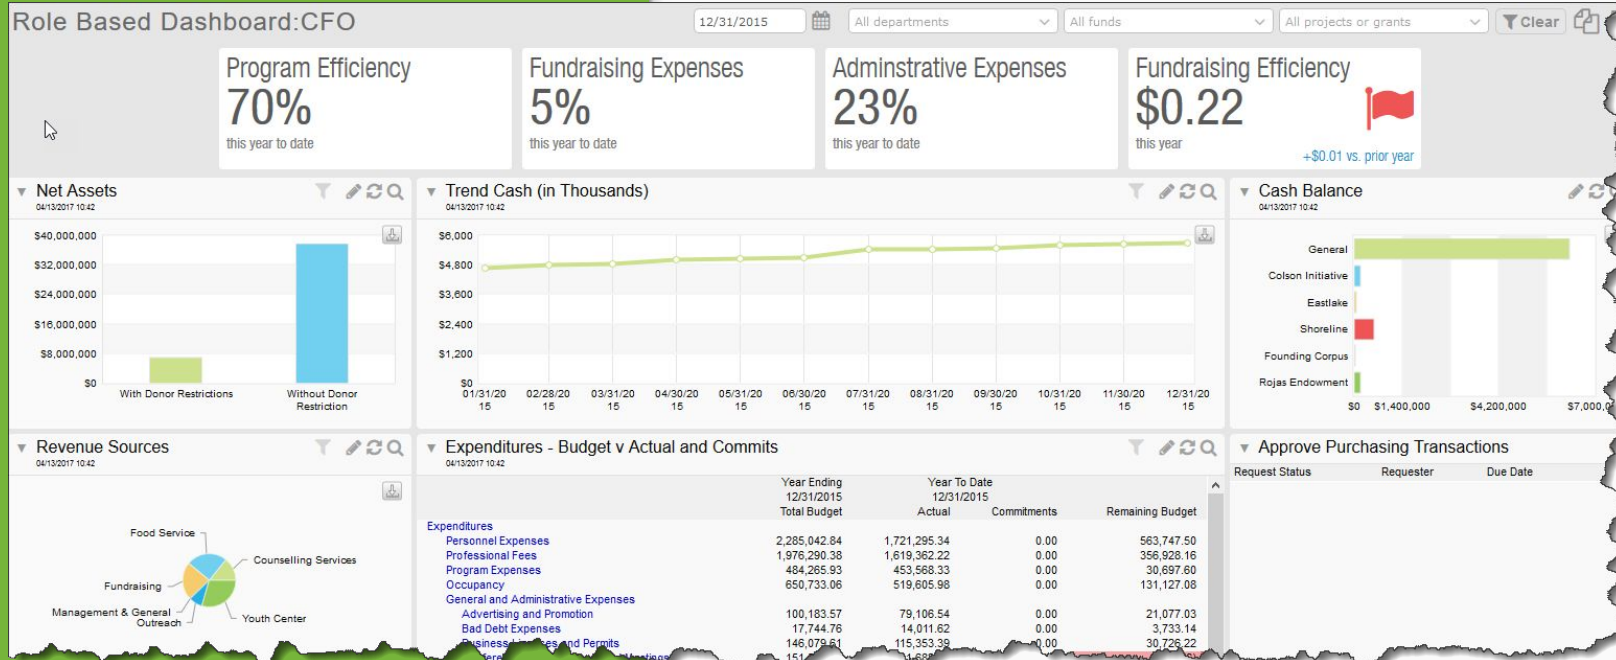 Role Based Dashboard:CFO
12/31/2015
All departments
All funds
All projects or grants
Clear
Program Efficiency
70%
this year to date
Fundraising Expenses
5%
this year to date
Adminstrative Expenses
23%
this year to date
Fundraising Efficiency
$0.22
this year
+$0.01 vs. prior year
Net Assets
04/13/2017 10:42
$40,000,000
$32,000,000
$24,000,000
$16,000,000
$8,000,000
$0
With Donor Restrictions
Without Donor
Restriction
Trend Cash (in Thousands)
04/13/2017 10:42
$6,000
$4,800
$3,600
$2,400
$1,200
$0
01/31/20 02/28/20 03/31/20 04/30/20 05/31/20 06/30/20 07/31/20 08/31/20 09/30/20 10/31/20 11/30/20 12/31/20
15 15 15 15 15 15 15 15 15 15 15 15
Cash Balance
04/13/2017 10:42
General
Colson Initiative
Eastlake
Shoreline
Founding Corpus
Rojas Endowment
$0 $1,400,000 $4,200,000
Revenue Sources
04/13/2017 10:42
Food Service
Counselling Services
Fundraising
Management & General
Outreach
Youth Center
Expenditures - Budget v Actual and Commits
04/13/2017 10:42
Year Ending Year To Date
12/31/2015 12/31/2015
Total Budget Actual Commitments Remaining Budget
Expenditures
Personnel Expenses 2,285,042.84 1,721,295.34 0.00 563,747.50
Professional Fees 1,976,290.38 1,619,362.22 0.00 356,928.16
Program Expenses 484,265.93 453,568.33 0.00 30,697.60
Occupancy 650,733.06 519,605.98 0.00 131,127.08
General and Administrative Expenses
Advertising and Promotion 100,183.57 79,106.54 0.00 21,077.03
Bad Debt Expenses 17,744.76 14,011.62 0.00 3,733.14
and Permits 146,079.61 115,353.39 0.00 30,726.22
Approve Purchasing Transactions
Request Status Requester Due Date